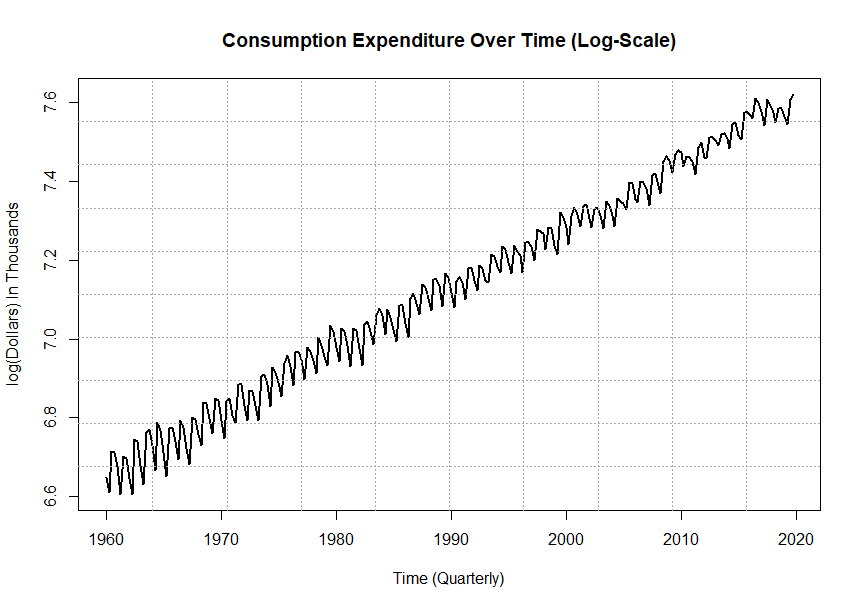 Consumption Expenditure Over Time (Log-Scale)
log(Dollars) In Thousands
7.6
7.4
7.2
7.0
6.8
6.6
1960 1970 1980 1990 2000 2010 2020
Time (Quarterly)